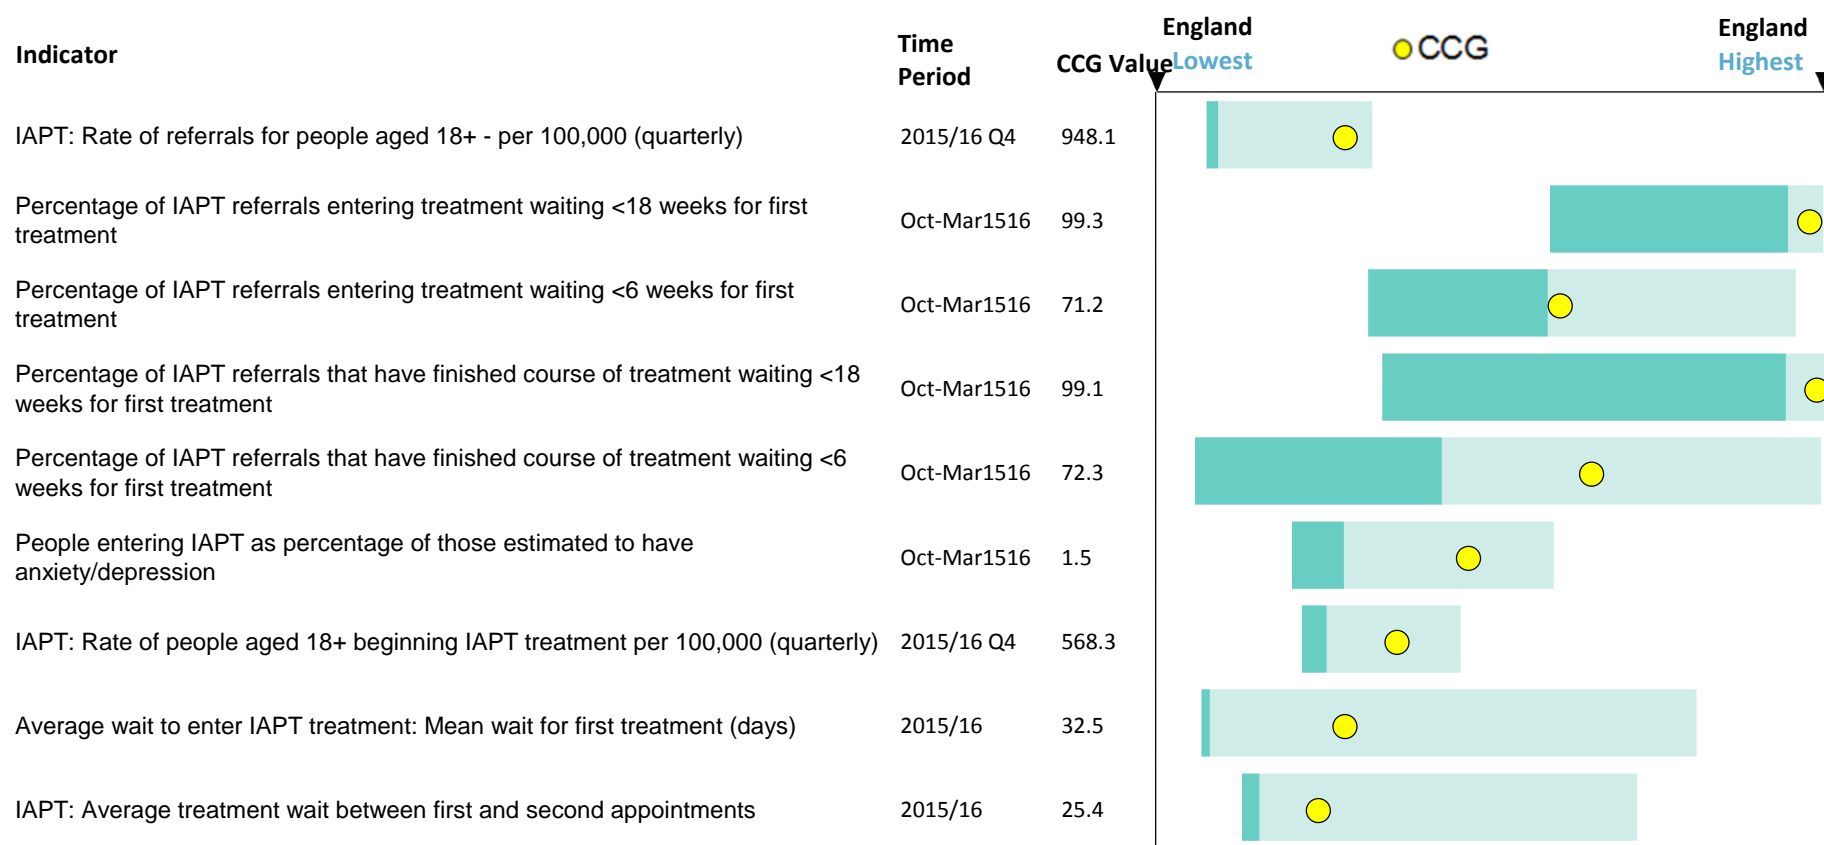 Indicator
Time
Period
CCG Value
England
Lowest
CCG
England
Highest
IAPT: Rate of referrals for people aged 18+ - per 100,000 (quarterly) 2015/16 Q4 948.1
Percentage of IAPT referrals entering treatment waiting <18 weeks for first
treatment
Oct-Mar1516 99.3
Percentage of IAPT referrals entering treatment waiting <6 weeks for first
treatment
Oct-Mar1516 71.2
Percentage of IAPT referrals that have finished course of treatment waiting <18
weeks for first treatment
Oct-Mar1516 99.1
Percentage of IAPT referrals that have finished course of treatment waiting <6
weeks for first treatment
Oct-Mar1516 72.3
People entering IAPT as percentage of those estimated to have
anxiety/depression
Oct-Mar1516 1.5
IAPT: Rate of people aged 18+ beginning IAPT treatment per 100,000 (quarterly) 2015/16 Q4 568.3
Average wait to enter IAPT treatment: Mean wait for first treatment (days) 2015/16 32.5
IAPT: Average treatment wait between first and second appointments 2015/16 25.4